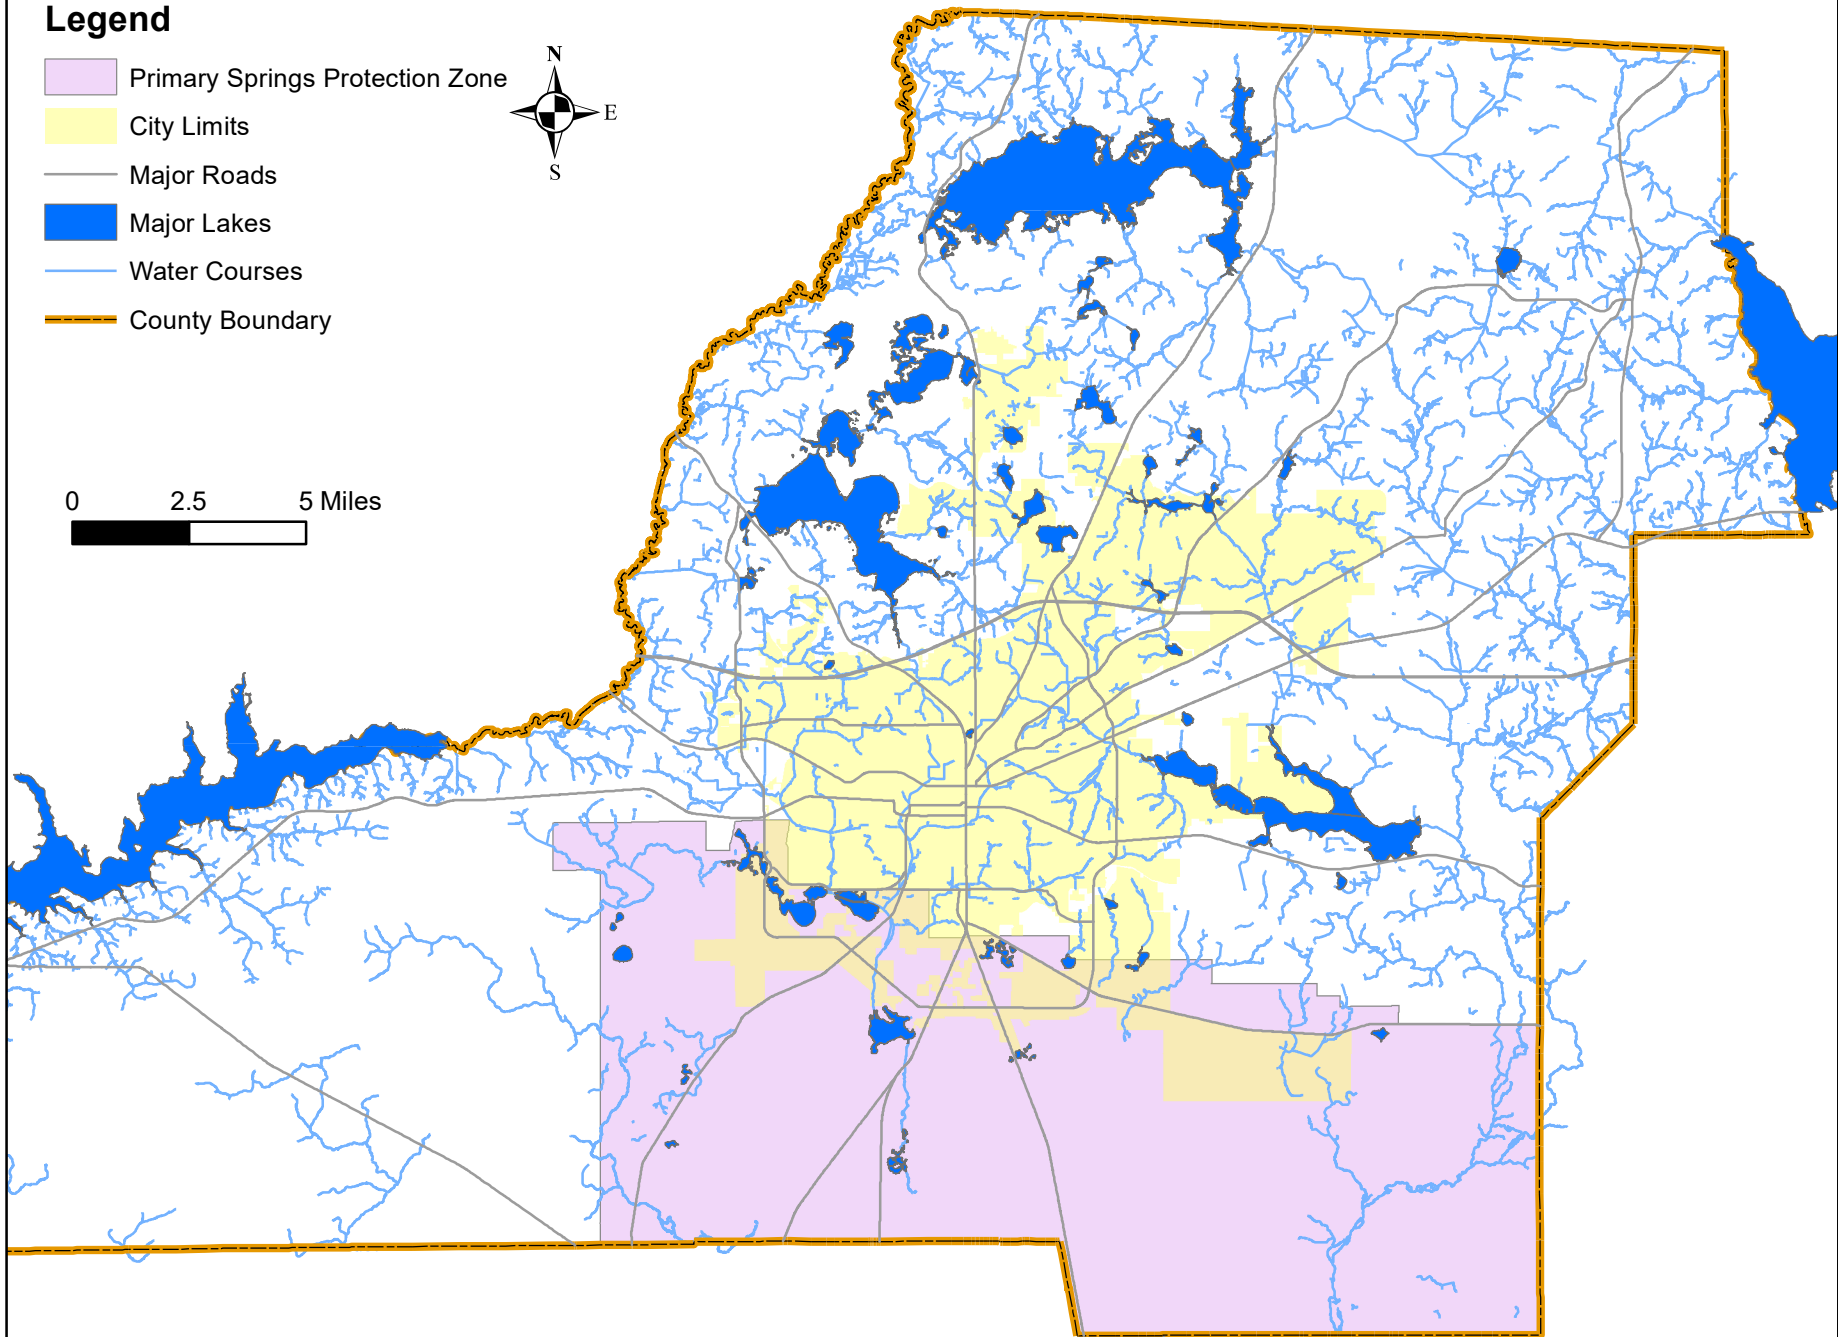 Legend
Primary Springs Protection Zone
City Limits
Major Roads
Major Lakes
Water Courses
County Boundary
N
E
S
0 2.5 5 Miles